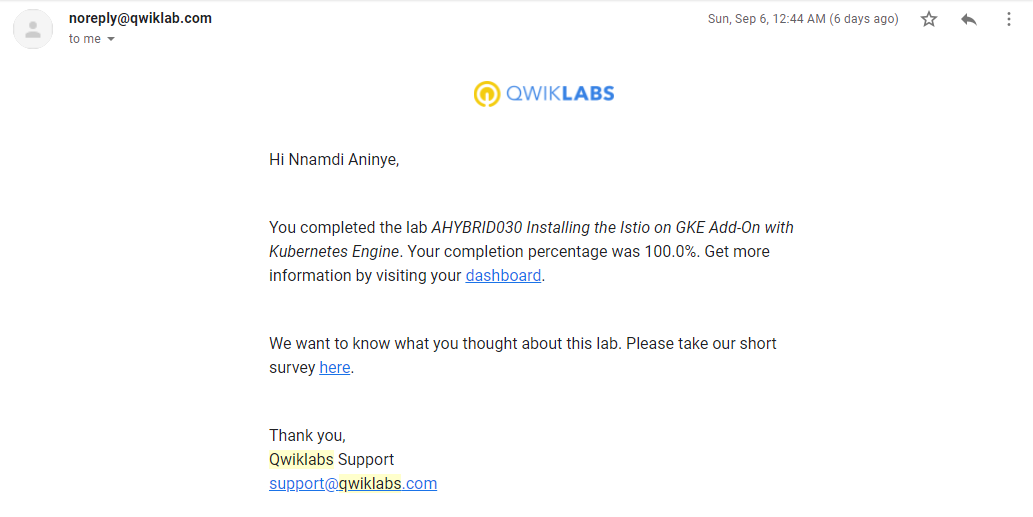 noreply@qwiklab.com
Sun, Sep 6, 12:44 AM (6 days ago)
to me
QWIKLABS
Hi Nnamdi Aninye,
You completed the lab AHYBRID030 Installing the Istio on GKE Add-On with
Kubernetes Engine. Your completion percentage was 100.0%. Get more
information by visiting your dashboard.
We want to know what you thought about this lab. Please take our short
survey here.
Thank you,
Qwiklabs Support
support@qwiklabs.com